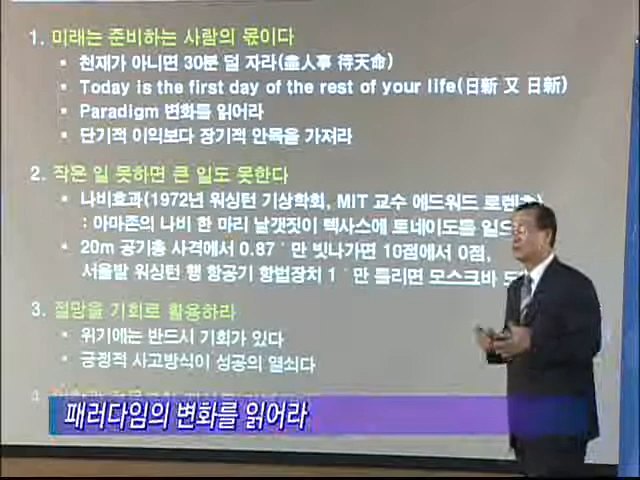 1. 미래는 준비하는 사람의 몫이다
▪ 천재가 아니면 30분 덜 자라(盡人事 待天命)
▪ Today is the first day of the rest of your life(日新 又 日新)
▪ Paradigm 변화를 읽어라
▪ 단기적 이익보다 장기적 안목을 가져라
2. 작은 일 못하면 큰 일도 못한다
▪ 나비효과(1972년 워싱턴 기상학회, MIT 교수 에드워드 로렌츠)
: 아마존의 나비 한 마리 날갯짓이 텍사스에 토네이도를 일으
▪ 20m 공기총 사격에서 0.87˚만 빗나가면 10점에서 0점,
서울발 워싱턴 행 항공기 항법장치 1˚만 틀리면 모스크바
3. 절망을 기회로 활용하라
▪ 위기에는 반드시 기회가 있다
▪ 긍정적 사고방식이 성공의 열쇠다
4.
패러다임의 변화를 읽어라